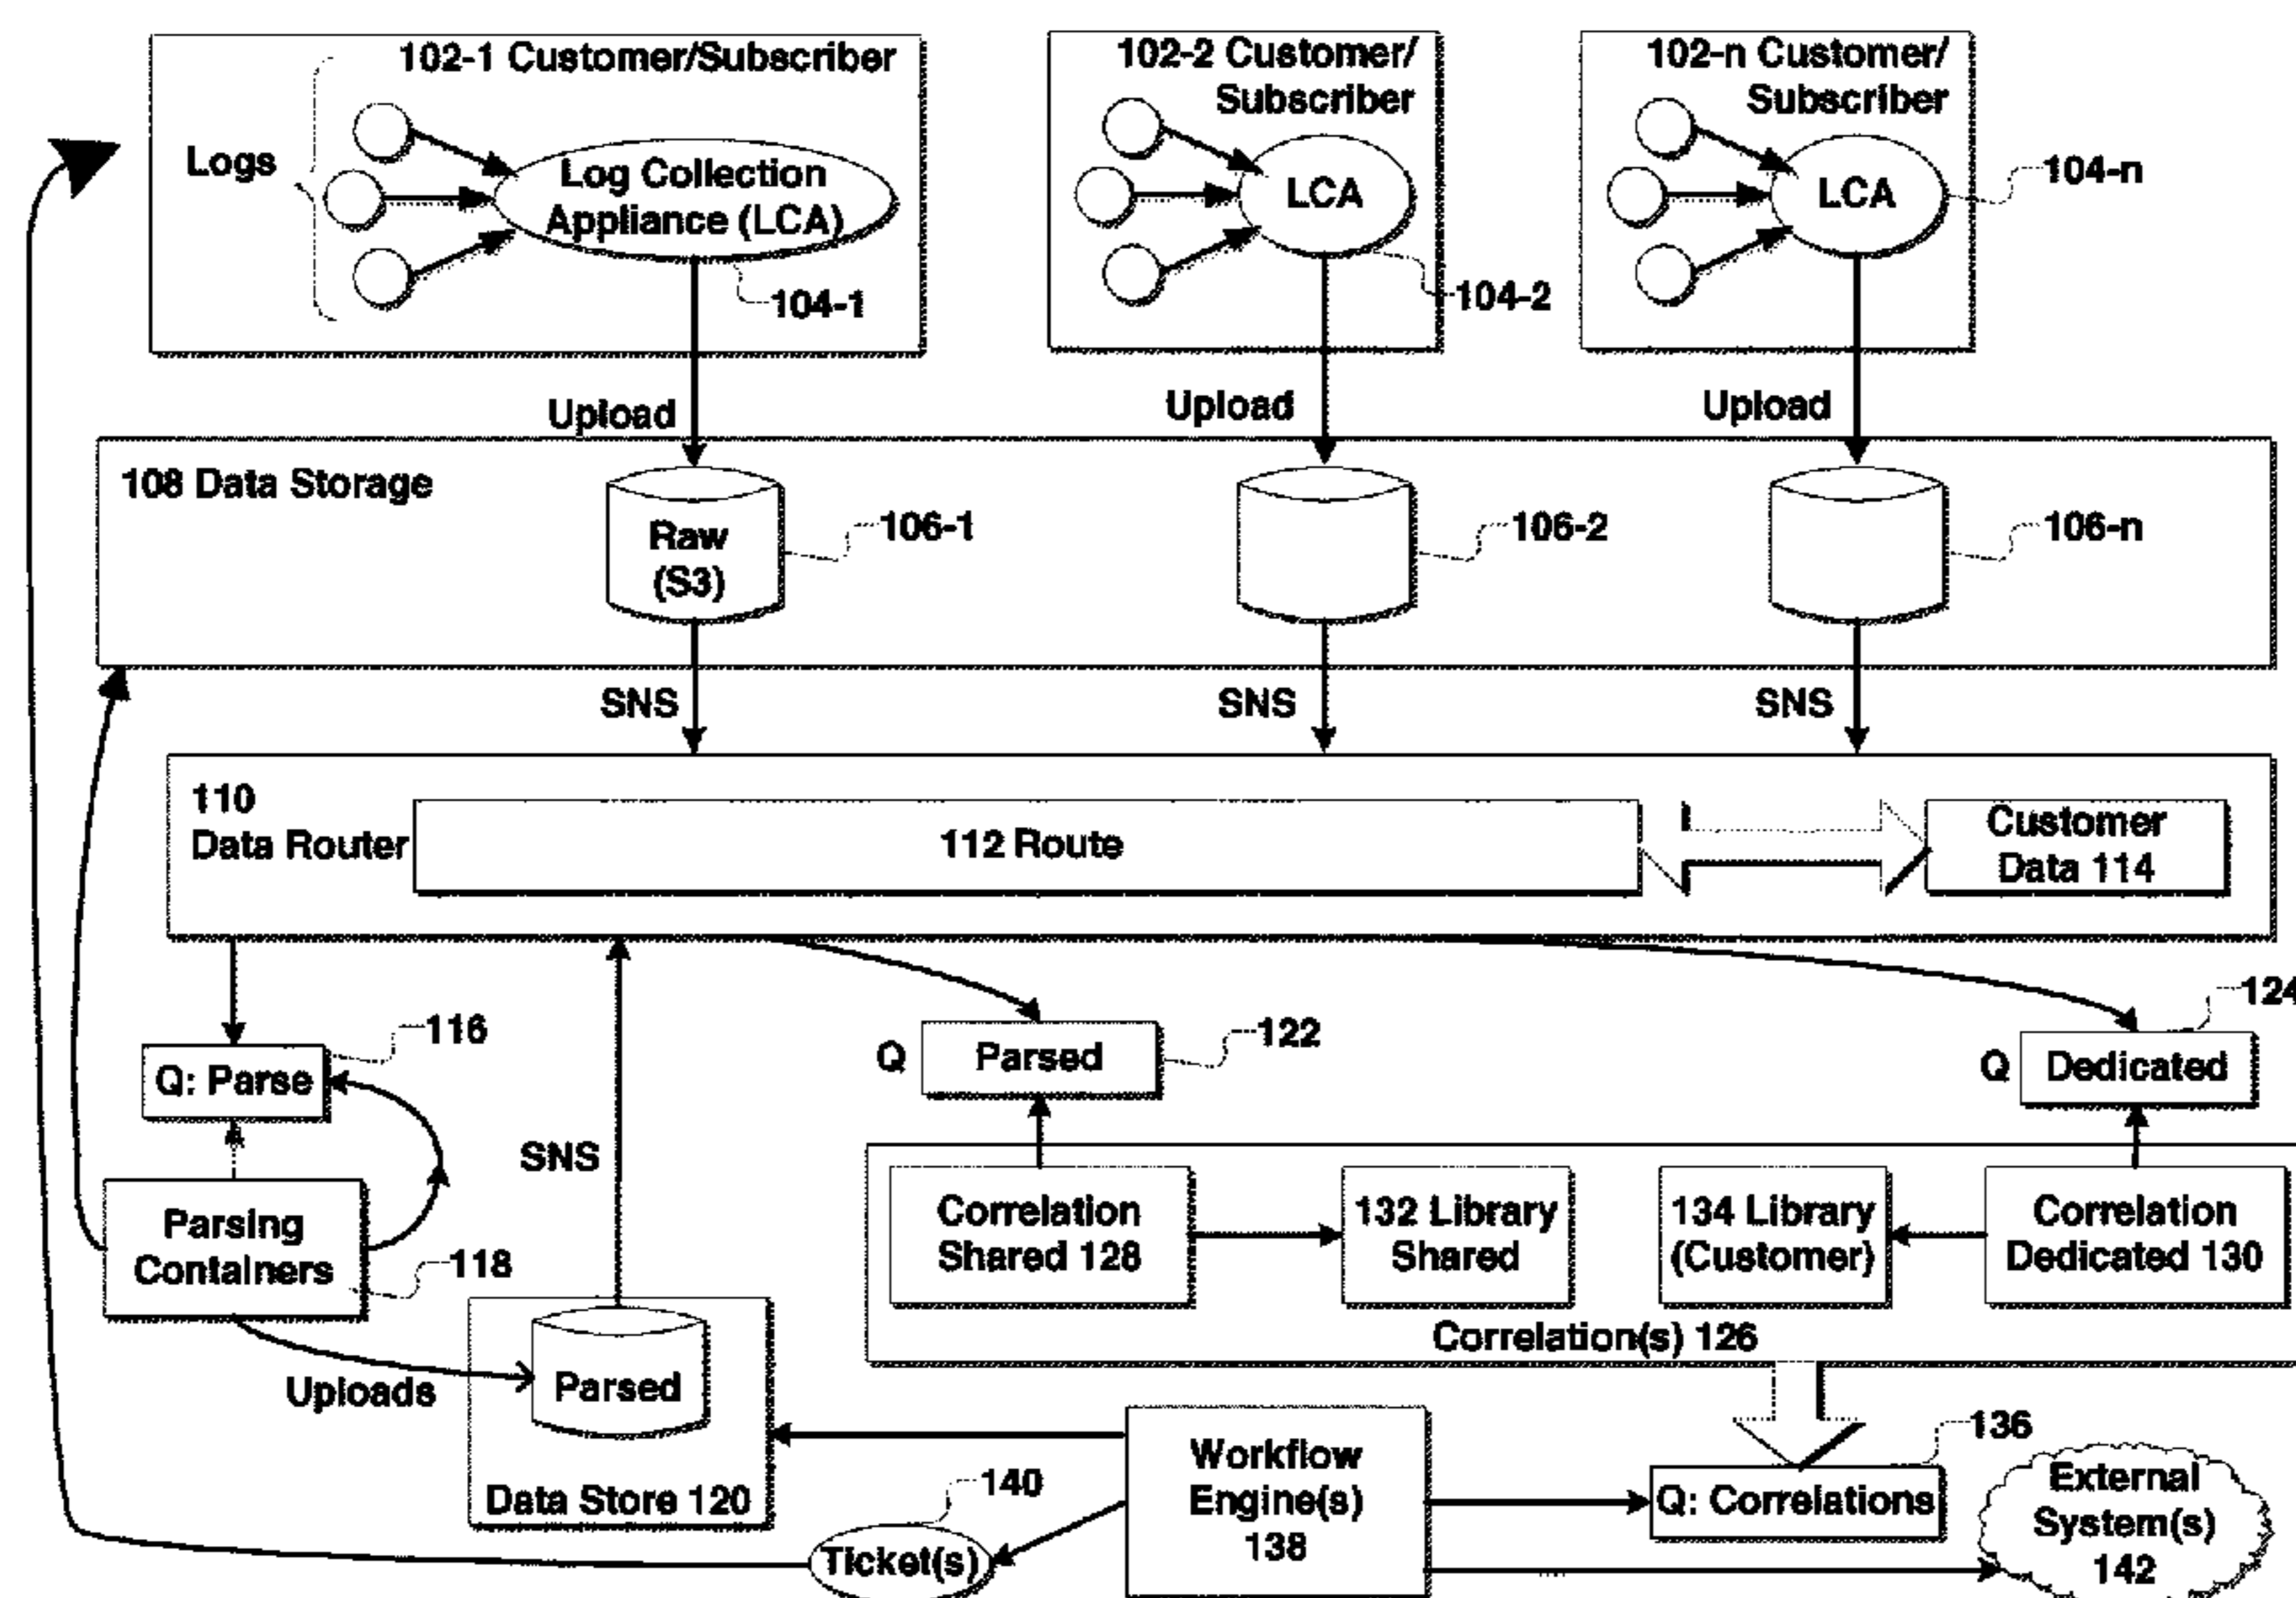 102-1 Customer/Subscriber
102-2 Customer/
Subscriber
102-n Customer/
Subscriber
Logs
Log Collection
Appliance (LCA)
LCA
LCA
104-n
104-1
104-2
Upload
Upload
Upload
108 Data Storage
Raw
(S3)
106-1
106-2
106-n
SNS
SNS
SNS
110
Data Router
112 Route
Customer
Data 114
124
116
122
Q: Parse
Q
Parsed
Q
Dedicated
SNS
Parsing
Containers
118
Correlation
Shared 128
132 Library
Shared
134 Library
(Customer)
Correlation
Dedicated 130
Correlation(s) 126
Uploads
Parsed
Data Store 120
136
Workflow
Engine(s)
138
Q: Correlations
External
System(s)
142
140
Ticket(s)